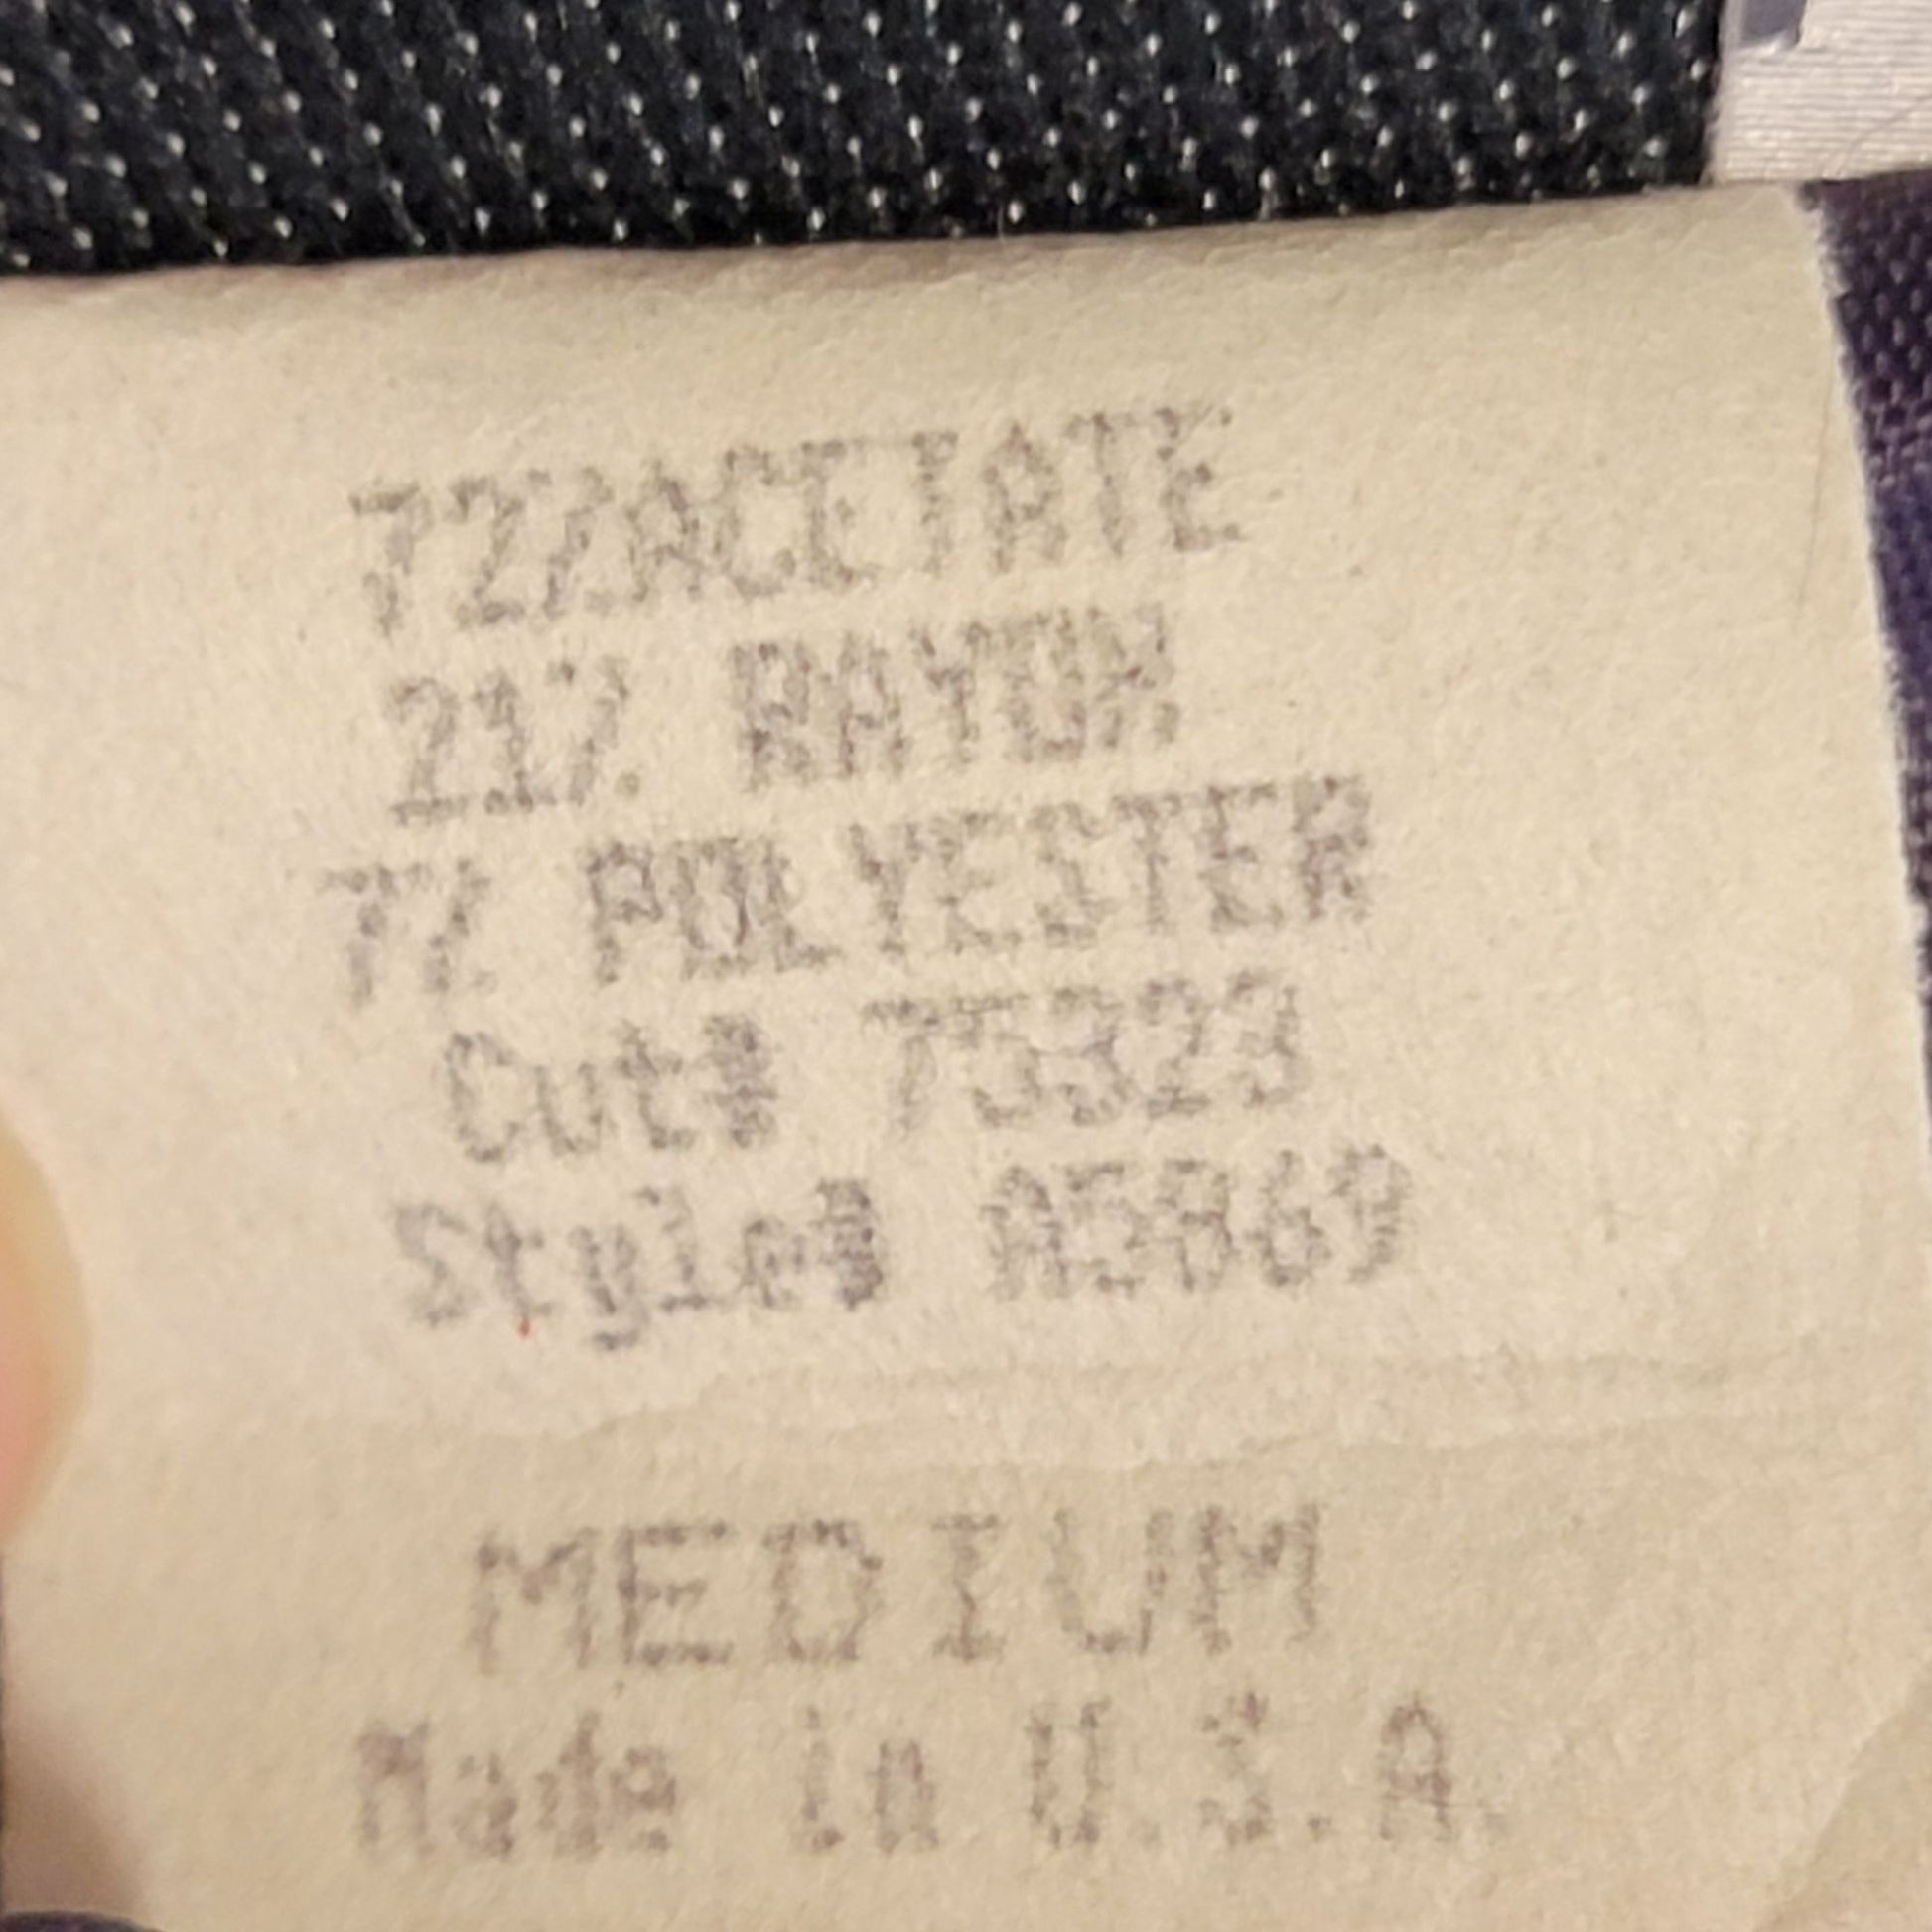 72%ACETATE
21% RAYON
7% POLYESTER
Cut# 75323
Style# A5869
MEDIUM
Made in U.S.A.